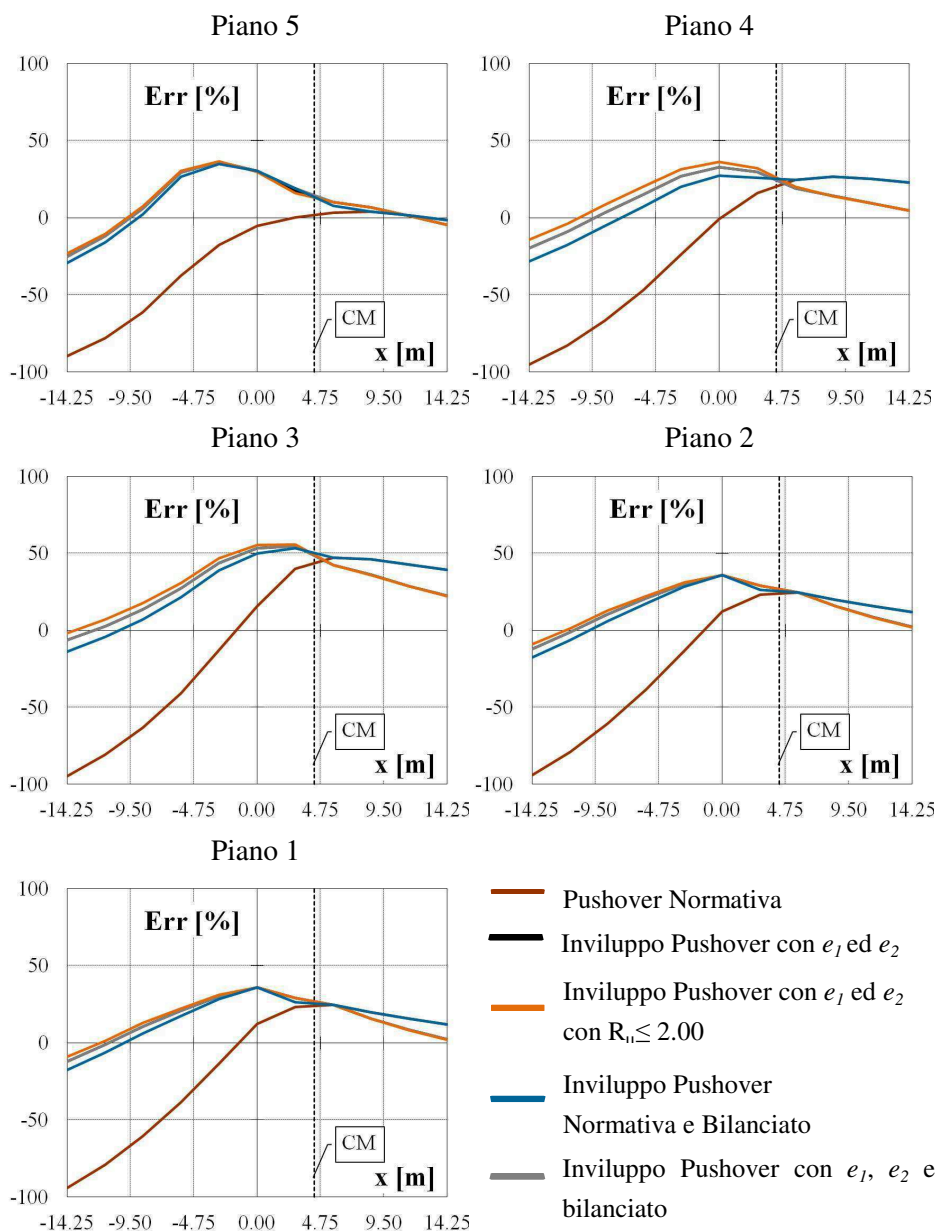 Piano 5
Piano 4
100
Err [%]
50
0
-50
CM
x [m]
-100
-14.25 -9.50 -4.75 0.00 4.75 9.50 14.25
100
Err [%]
50
0
-50
CM
x [m]
-100
-14.25 -9.50 -4.75 0.00 4.75 9.50 14.25
Piano 3
Piano 2
100
Err [%]
50
0
-50
CM
x [m]
-100
-14.25 -9.50 -4.75 0.00 4.75 9.50 14.25
100
Err [%]
50
0
-50
CM
x [m]
-100
-14.25 -9.50 -4.75 0.00 4.75 9.50 14.25
Piano 1
100
Err [%]
50
0
-50
CM
x [m]
-100
-14.25 -9.50 -4.75 0.00 4.75 9.50 14.25
Pushover Normativa
Inviluppo Pushover con e1 ed e2
Inviluppo Pushover con e1 ed e2
con Rμ≤ 2.00
Inviluppo Pushover
Normativa e Bilanciato
Inviluppo Pushover con e1, e2 e
bilanciato